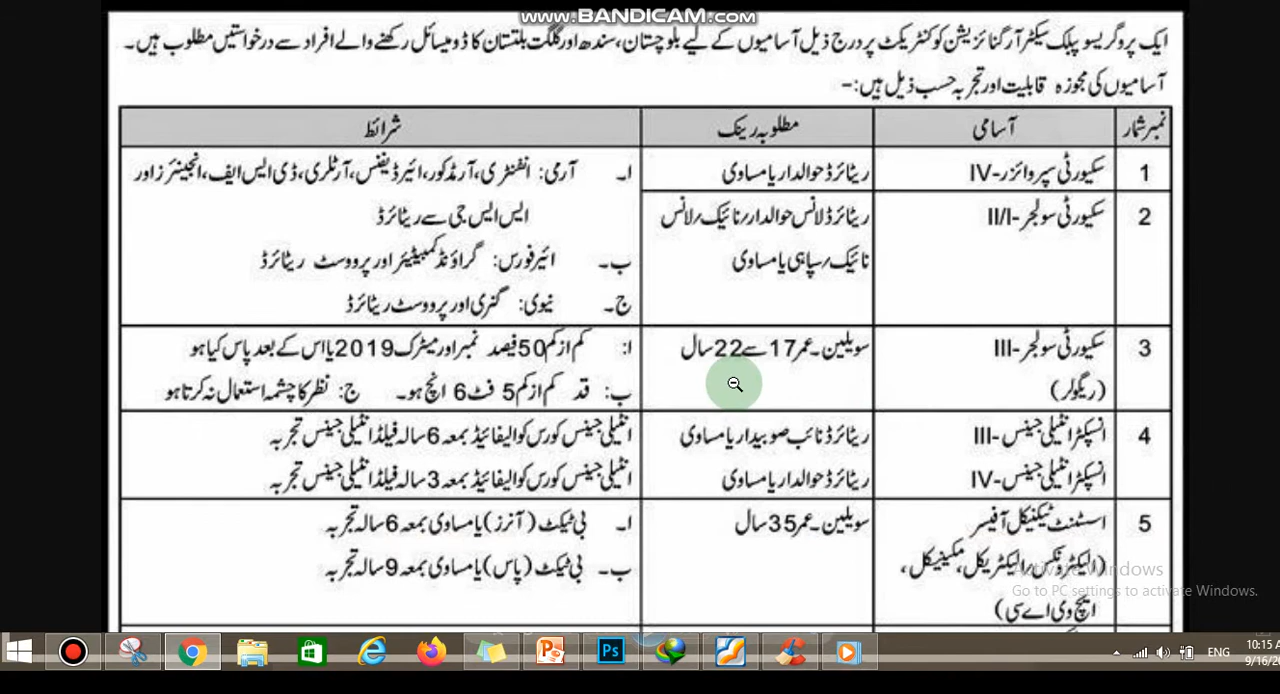 www.BANDICAM.com
ایک پروگریسو پبلک سیکٹر آرگنائزیشن کو کنٹریکٹ پر درج ذیل آسامیوں کے لیے بلوچستان، سندھ اور گلگت بلتستان کا ڈومیسائل رکھنے والے افراد سے درخواستیں مطلوب ہیں۔
آسامیوں کی مجوزہ قابلیت اور تجربہ حسب ذیل ہیں:-
نمبر شمار آسامی مطلوبہ رینک شرائط
1 سکیورٹی سپروائزر-IV ریٹائرڈ حوالدار یا مساوی ا۔ آرمی: انفنٹری، آرمڈ کور، ائیر ڈیفنس، آرٹلری، ڈی ایس ایف، انجینئرز اور
2 سکیورٹی سولجر-II/I ریٹائرڈ لانس حوالدار/نائیک/لانس ایس ایس جی سے ریٹائرڈ
نائیک/سپاہی یا مساوی ب۔ ائیر فورس: گراؤنڈ کمبیٹیئر اور پرووسٹ ریٹائرڈ
ج۔ نیوی: گنری اور پرووسٹ ریٹائرڈ
3 سکیورٹی سولجر-III سویلین۔عمر 17 سے 22 سال ا: کم از کم 50 فیصد نمبر اور میٹرک 2019 یا اس کے بعد پاس کیا ہو
(ریگولر) ب: قد کم از کم 5 فٹ 6 انچ ہو۔ ج: نظر کا چشمہ استعمال نہ کرتا ہو
4 انسپکٹر انٹیلی جینس-III ریٹائرڈ نائب صوبیدار یا مساوی انٹیلی جینس کورس کوالیفائیڈ بمعہ 6 سالہ فیلڈ انٹیلی جینس تجربہ
انسپکٹر انٹیلی جینس-IV ریٹائرڈ حوالدار یا مساوی انٹیلی جینس کورس کوالیفائیڈ بمعہ 3 سالہ فیلڈ انٹیلی جینس تجربہ
5 اسسٹنٹ ٹیکنیکل آفیسر سویلین۔عمر 35 سال ا۔ بی ٹیک (آنرز) یا مساوی بمعہ 6 سالہ تجربہ
(الیکٹرونکس/الیکٹریکل، مکینیکل، ب۔ بی ٹیک (پاس) یا مساوی بمعہ 9 سالہ تجربہ
ایچ وی اے سی)
Activate Windows
Go to PC settings to activate Windows.
ENG
10:15 A
9/16/20